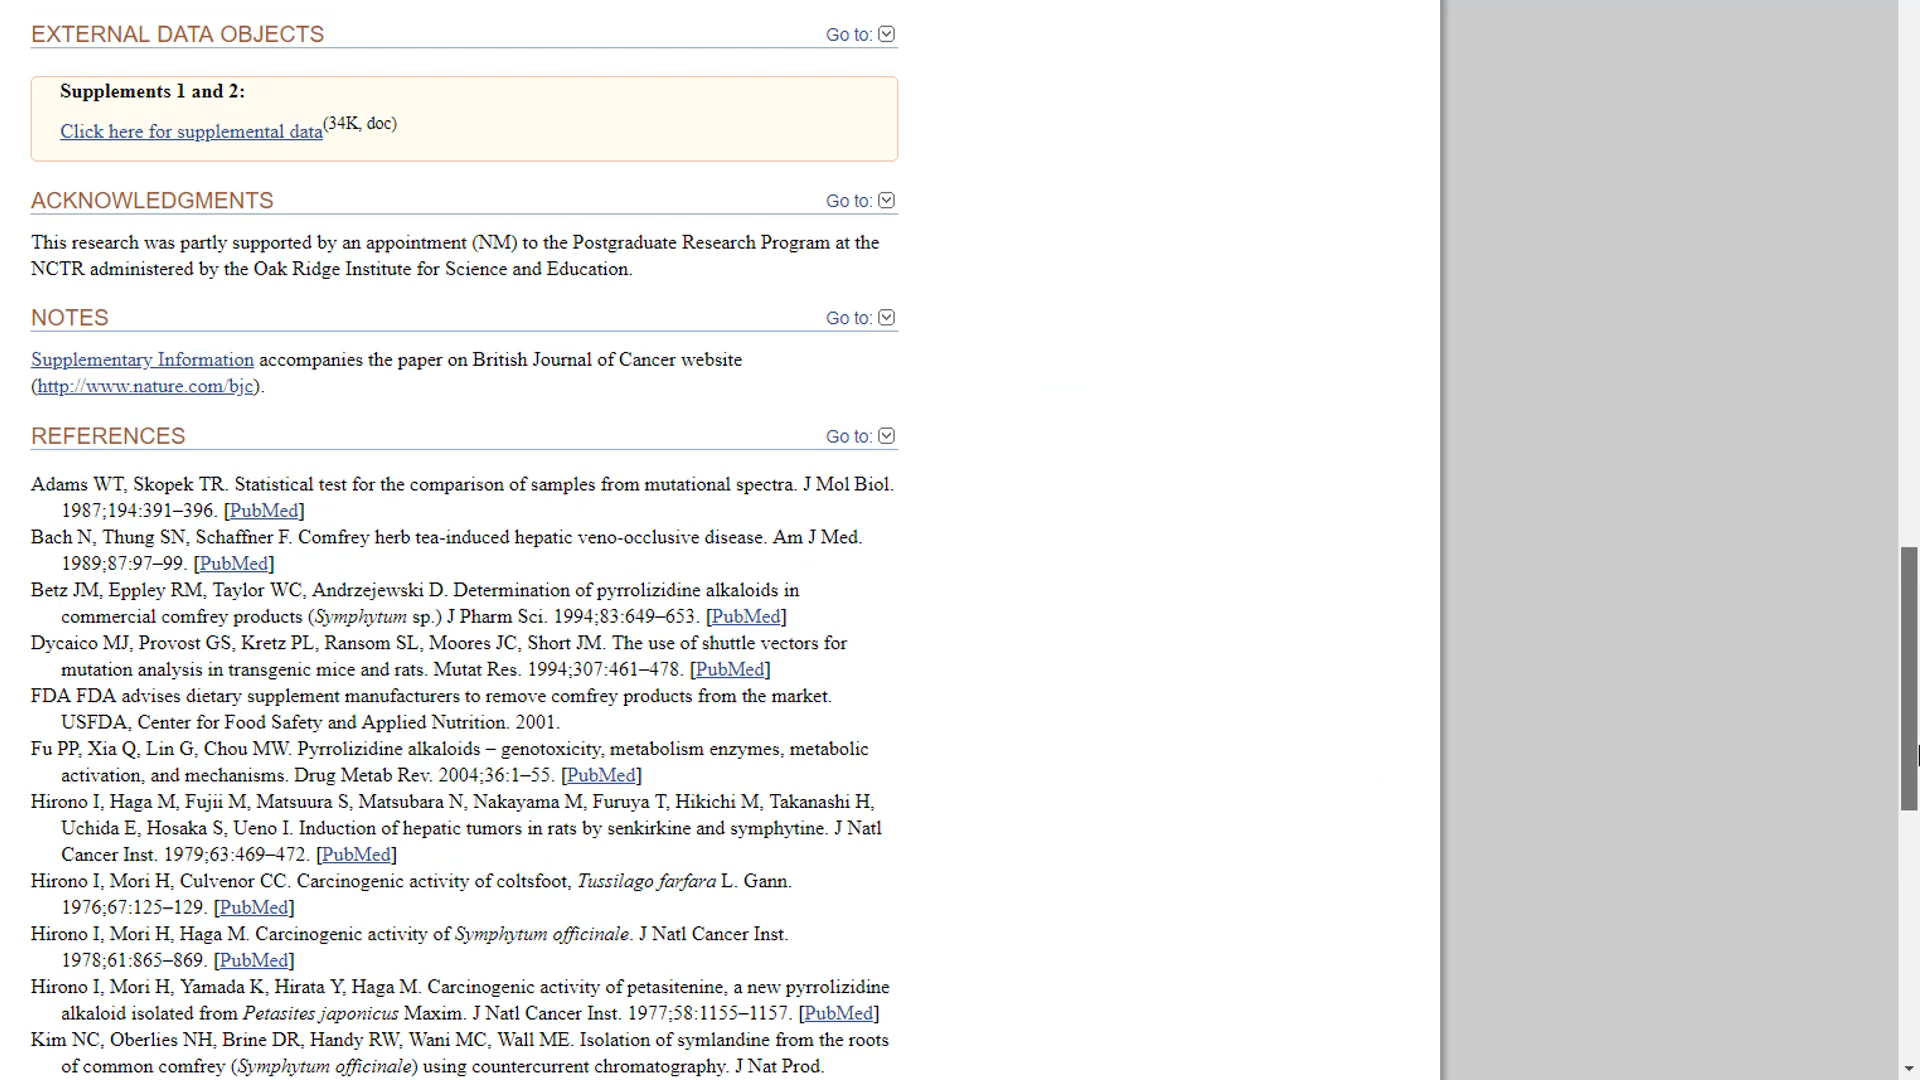 EXTERNAL DATA OBJECTS Go to:
Supplements 1 and 2:
Click here for supplemental data(34K, doc)
ACKNOWLEDGMENTS Go to:
This research was partly supported by an appointment (NM) to the Postgraduate Research Program at the
NCTR administered by the Oak Ridge Institute for Science and Education.
NOTES Go to:
Supplementary Information accompanies the paper on British Journal of Cancer website
(http://www.nature.com/bjc).
REFERENCES Go to:
Adams WT, Skopek TR. Statistical test for the comparison of samples from mutational spectra. J Mol Biol.
1987;194:391–396. [PubMed]
Bach N, Thung SN, Schaffner F. Comfrey herb tea-induced hepatic veno-occlusive disease. Am J Med.
1989;87:97–99. [PubMed]
Betz JM, Eppley RM, Taylor WC, Andrzejewski D. Determination of pyrrolizidine alkaloids in
commercial comfrey products (Symphytum sp.) J Pharm Sci. 1994;83:649–653. [PubMed]
Dycaico MJ, Provost GS, Kretz PL, Ransom SL, Moores JC, Short JM. The use of shuttle vectors for
mutation analysis in transgenic mice and rats. Mutat Res. 1994;307:461–478. [PubMed]
FDA FDA advises dietary supplement manufacturers to remove comfrey products from the market.
USFDA, Center for Food Safety and Applied Nutrition. 2001.
Fu PP, Xia Q, Lin G, Chou MW. Pyrrolizidine alkaloids – genotoxicity, metabolism enzymes, metabolic
activation, and mechanisms. Drug Metab Rev. 2004;36:1–55. [PubMed]
Hirono I, Haga M, Fujii M, Matsuura S, Matsubara N, Nakayama M, Furuya T, Hikichi M, Takanashi H,
Uchida E, Hosaka S, Ueno I. Induction of hepatic tumors in rats by senkirkine and symphytine. J Natl
Cancer Inst. 1979;63:469–472. [PubMed]
Hirono I, Mori H, Culvenor CC. Carcinogenic activity of coltsfoot, Tussilago farfara L. Gann.
1976;67:125–129. [PubMed]
Hirono I, Mori H, Haga M. Carcinogenic activity of Symphytum officinale. J Natl Cancer Inst.
1978;61:865–869. [PubMed]
Hirono I, Mori H, Yamada K, Hirata Y, Haga M. Carcinogenic activity of petasitenine, a new pyrrolizidine
alkaloid isolated from Petasites japonicus Maxim. J Natl Cancer Inst. 1977;58:1155–1157. [PubMed]
Kim NC, Oberlies NH, Brine DR, Handy RW, Wani MC, Wall ME. Isolation of symlandine from the roots
of common comfrey (Symphytum officinale) using countercurrent chromatography. J Nat Prod.